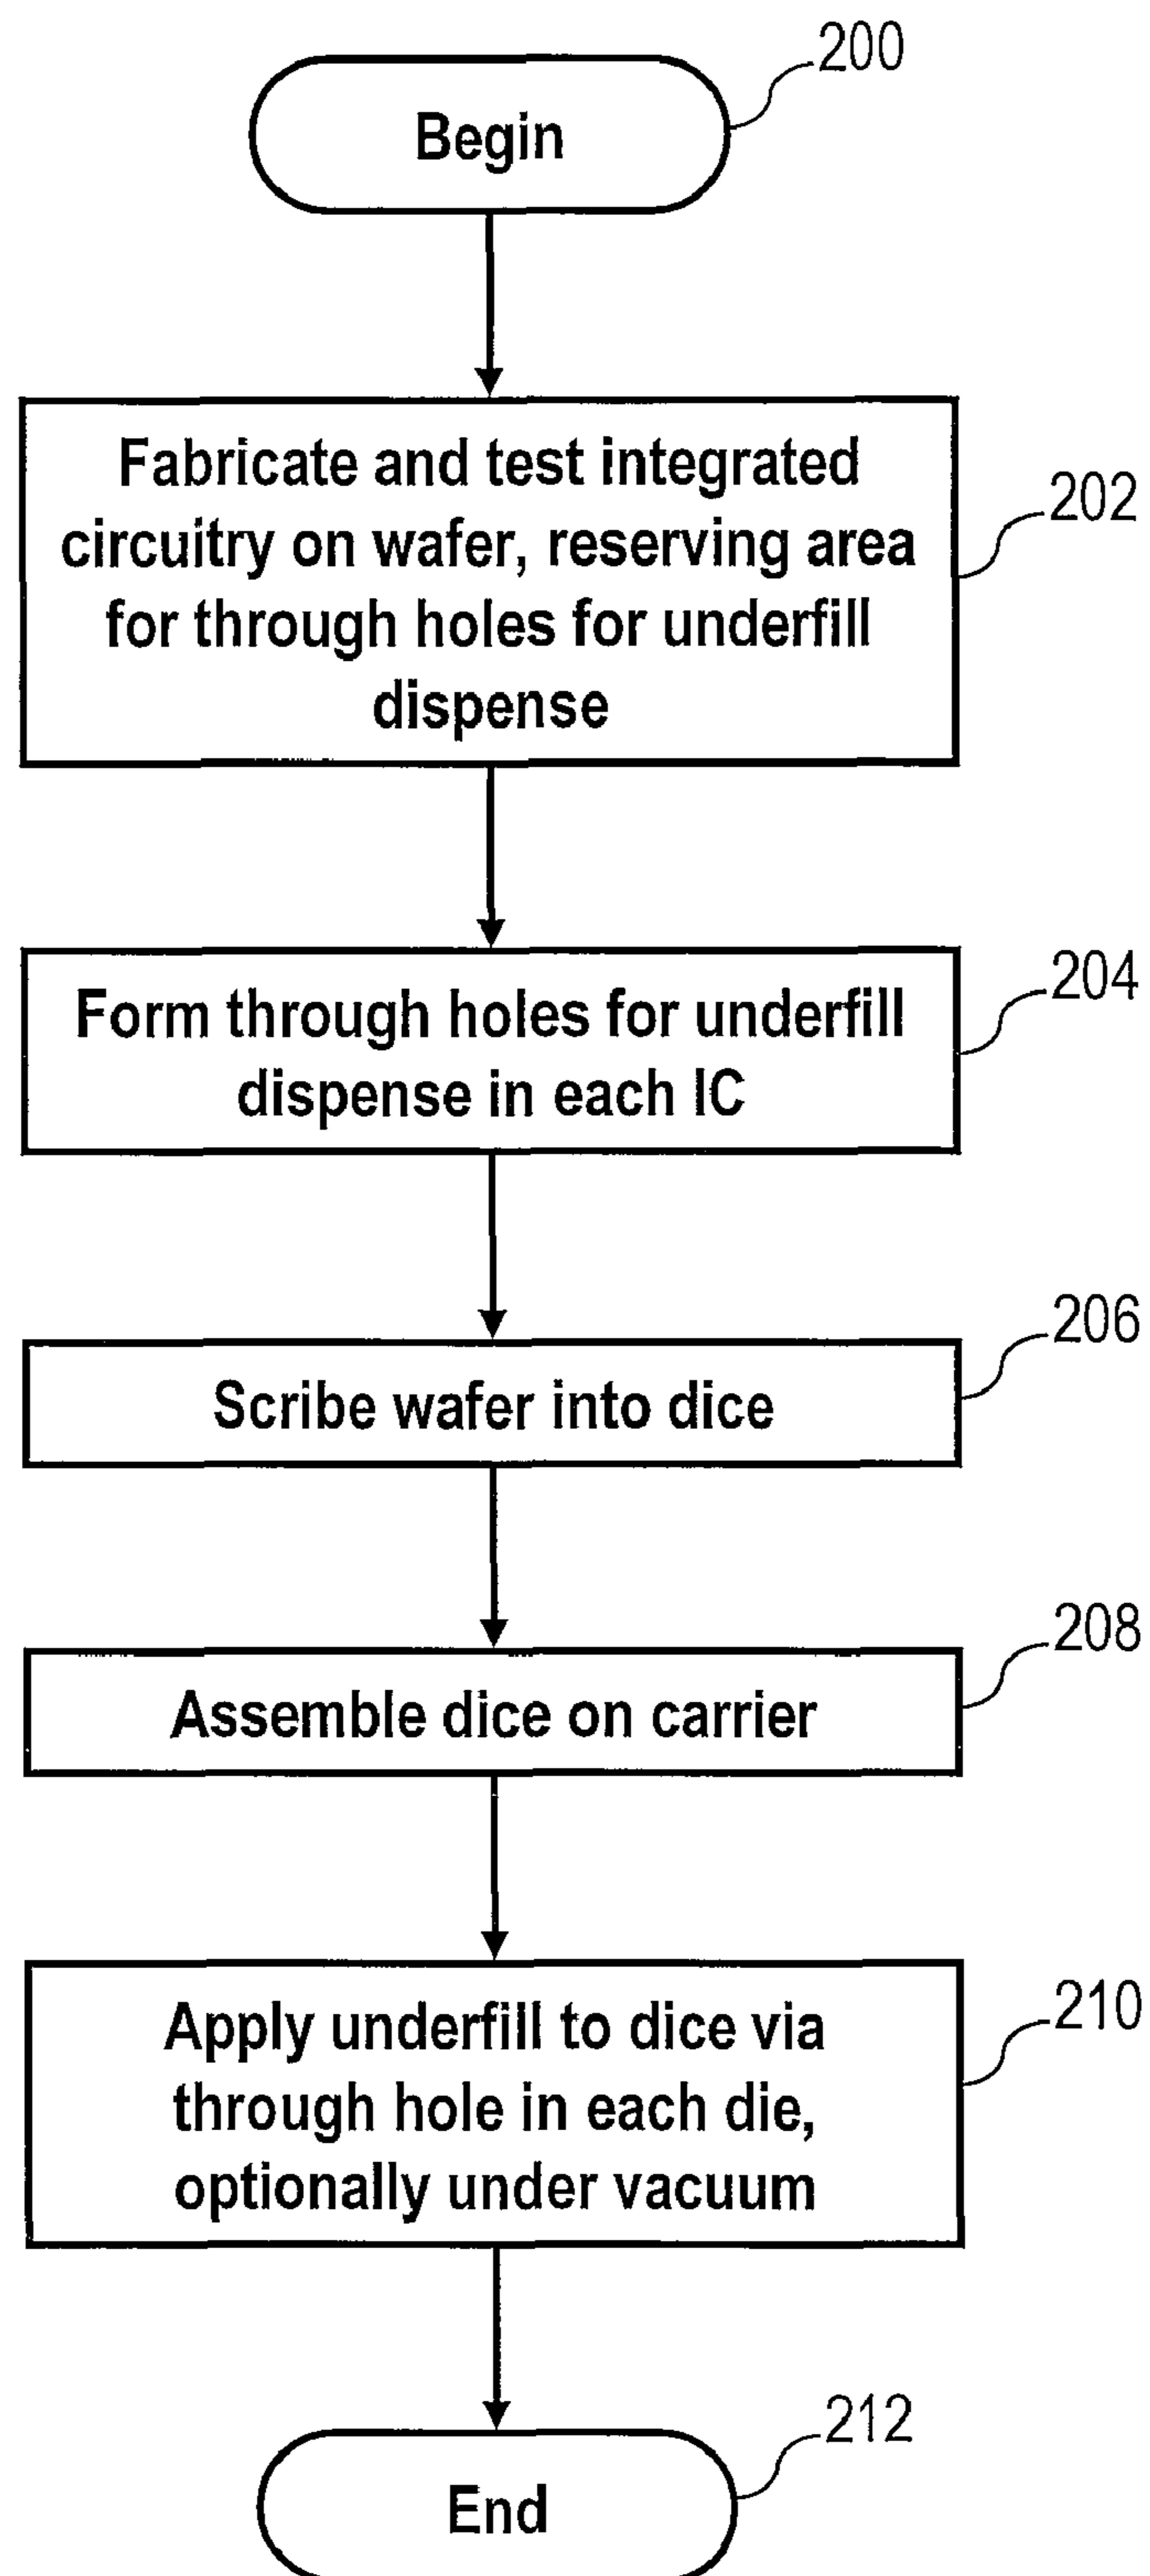 200
Begin
Fabricate and test integrated
circuitry on wafer, reserving area
for through holes for underfill
dispense
202
Form through holes for underfill
dispense in each IC
204
Scribe wafer into dice
206
Assemble dice on carrier
208
Apply underfill to dice via
through hole in each die,
optionally under vacuum
210
End
212